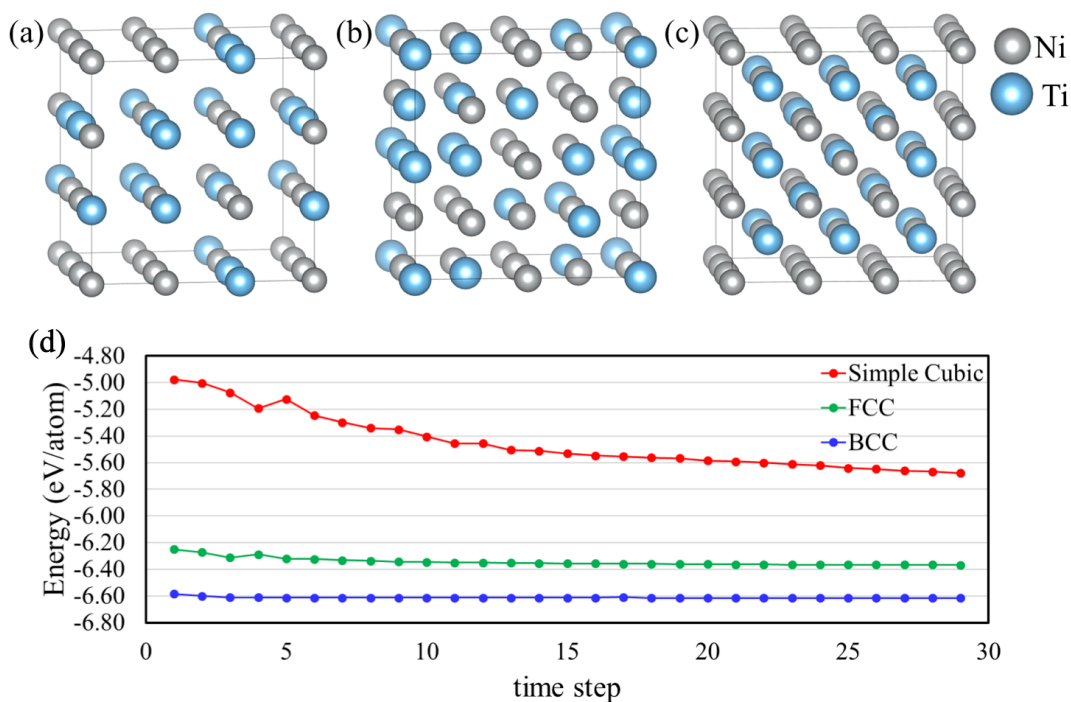 (a)
(b)
(c)
Ni
Ti
(d)
Energy (eV/atom)
-4.80
-5.00
-5.20
-5.40
-5.60
-5.80
-6.00
-6.20
-6.40
-6.60
-6.80
Simple Cubic
FCC
BCC
0 5 10 15 20 25 30
time step